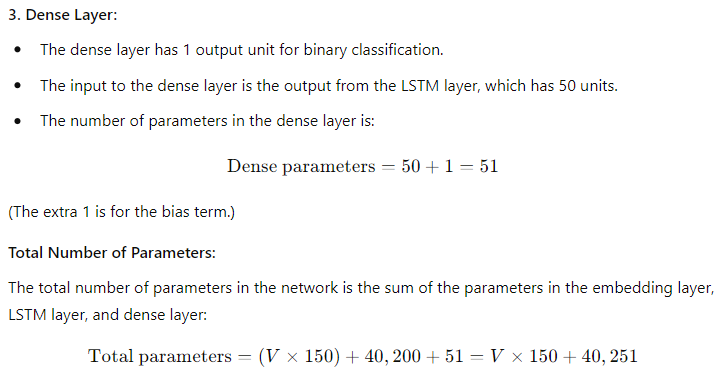 3. Dense Layer:
• The dense layer has 1 output unit for binary classification.
• The input to the dense layer is the output from the LSTM layer, which has 50 units.
• The number of parameters in the dense layer is:
Dense parameters = 50 + 1 = 51
(The extra 1 is for the bias term.)
Total Number of Parameters:
The total number of parameters in the network is the sum of the parameters in the embedding layer,
LSTM layer, and dense layer:
Total parameters = (V × 150) + 40, 200 + 51 = V × 150 + 40, 251